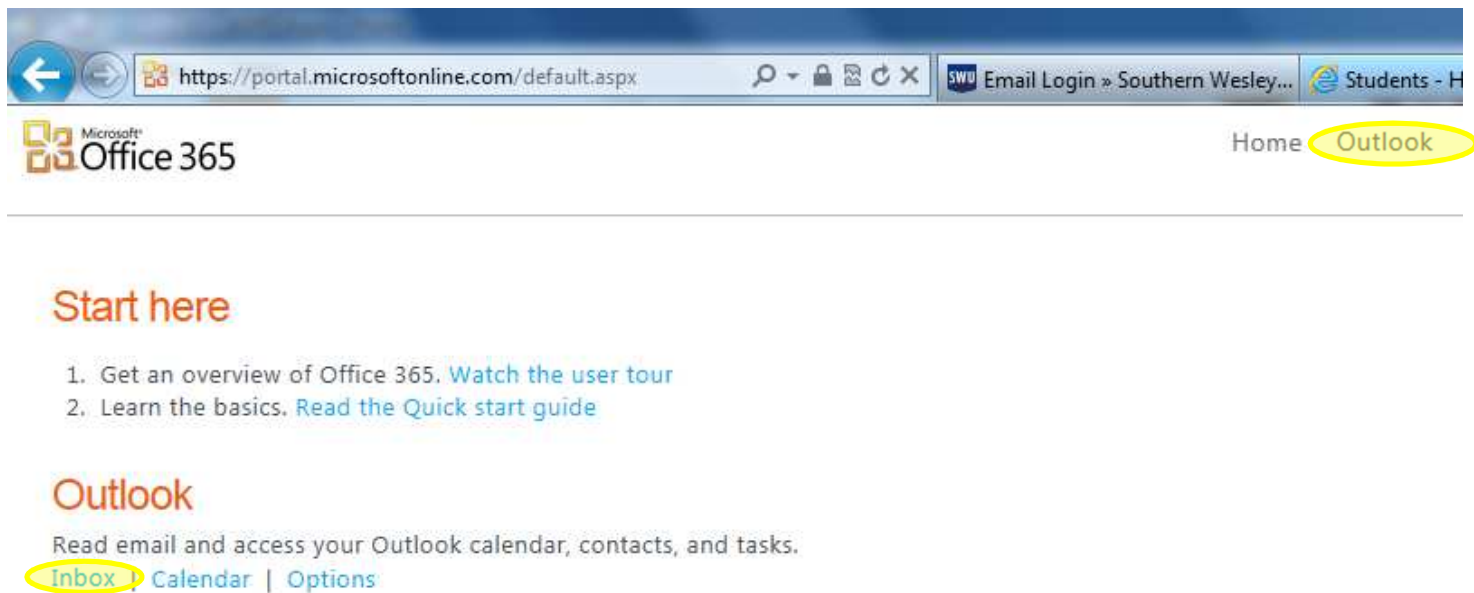 https://portal.microsoftonline.com/default.aspx
SWU Email Login » Southern Wesley...
Students - H
Microsoft®
Office 365
Home Outlook
Start here
1. Get an overview of Office 365. Watch the user tour
2. Learn the basics. Read the Quick start guide
Outlook
Read email and access your Outlook calendar, contacts, and tasks.
Inbox | Calendar | Options